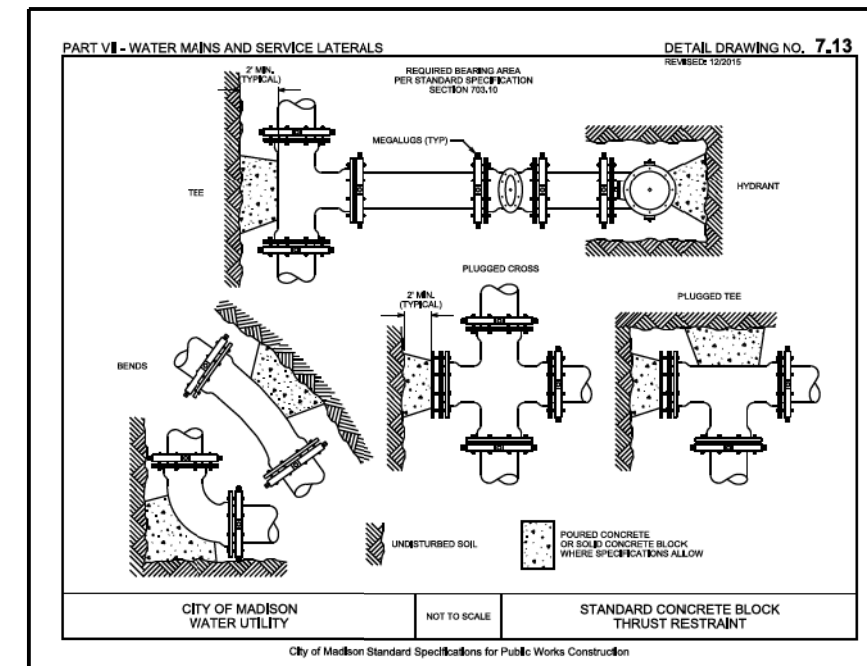 PART VII - WATER MAINS AND SERVICE LATERALS
DETAIL DRAWING NO. 7.13
REVISED: 12/2015
2' MIN.
(TYPICAL)
REQUIRED BEARING AREA
PER STANDARD SPECIFICATION
SECTION 703.10
MEGALUGS (TYP)
TEE
HYDRANT
PLUGGED CROSS
2' MIN.
(TYPICAL)
PLUGGED TEE
BENDS
UNDISTURBED SOIL
POURED CONCRETE
OR SOLID CONCRETE BLOCK
WHERE SPECIFICATIONS ALLOW
CITY OF MADISON
WATER UTILITY
NOT TO SCALE
STANDARD CONCRETE BLOCK
THRUST RESTRAINT
City of Madison Standard Specifications for Public Works Construction